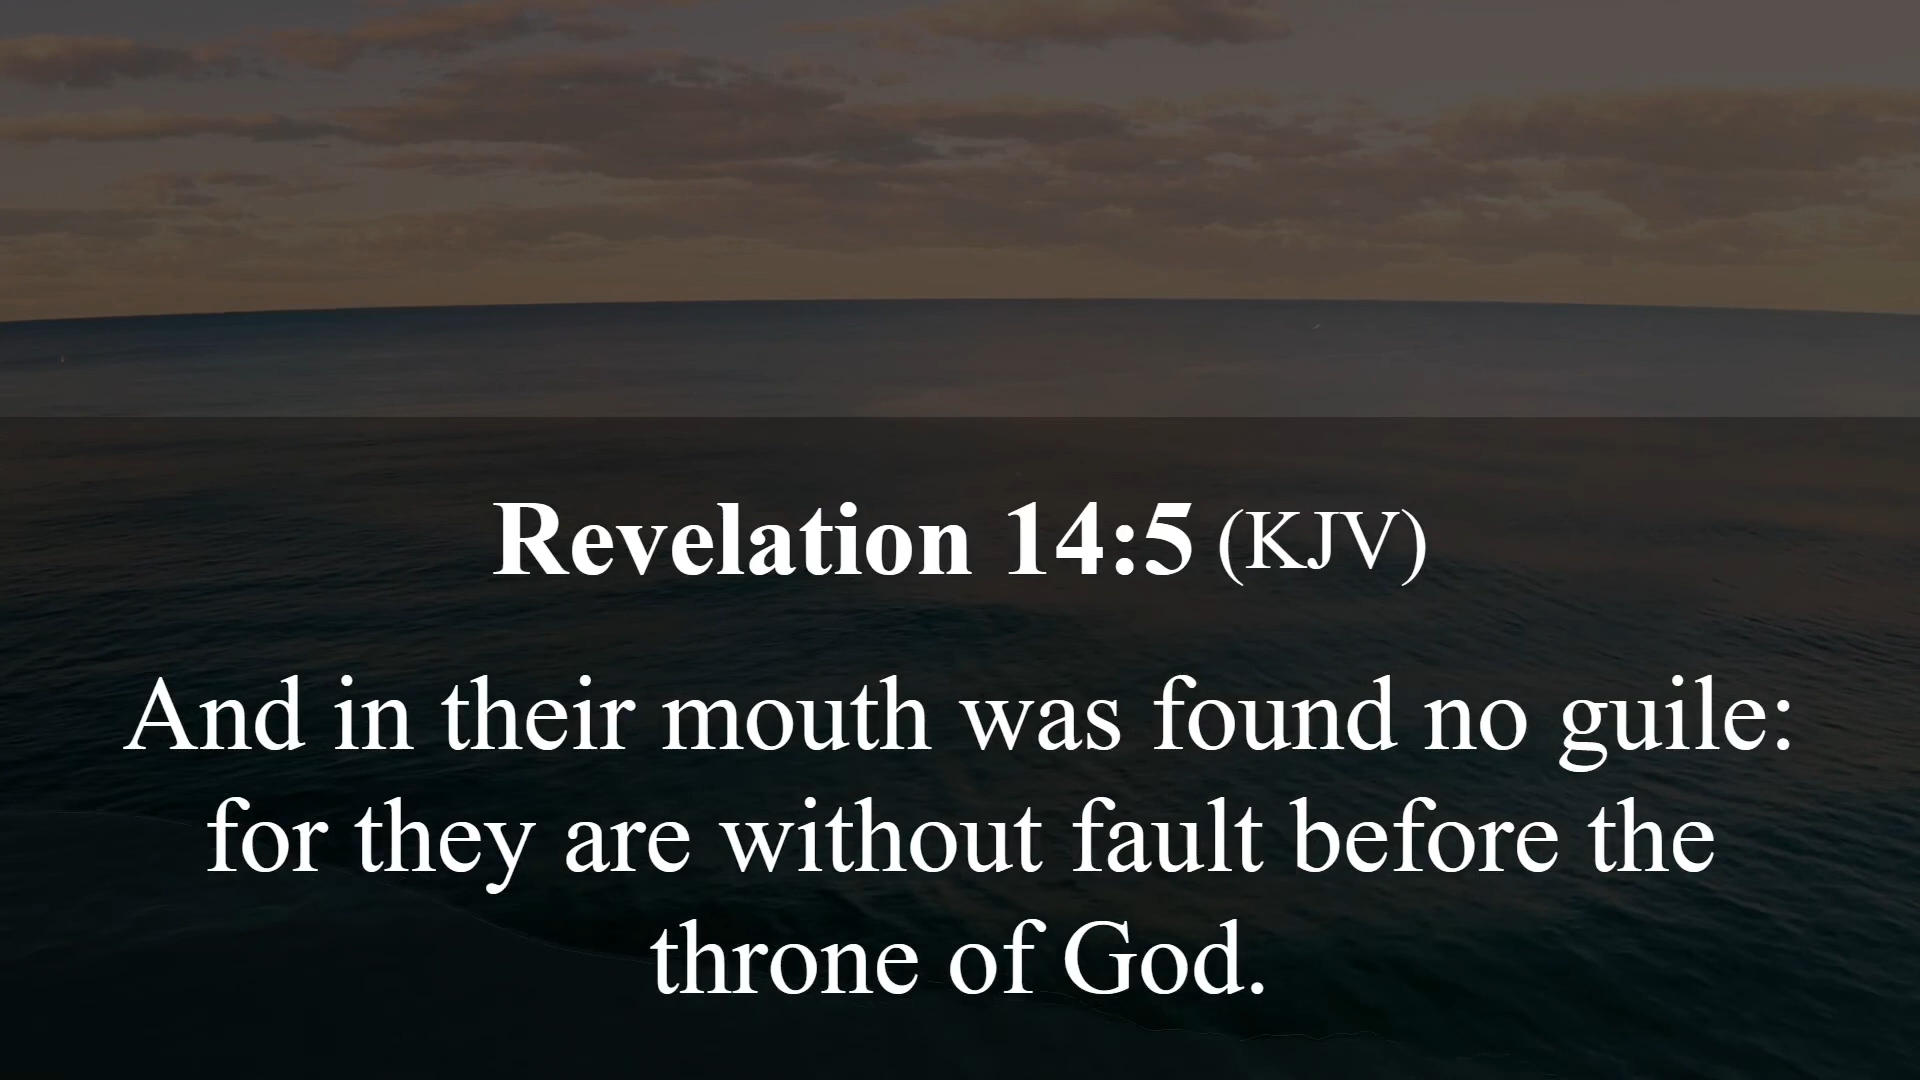 Revelation 14:5 (KJV)
And in their mouth was found no guile:
for they are without fault before the
throne of God.